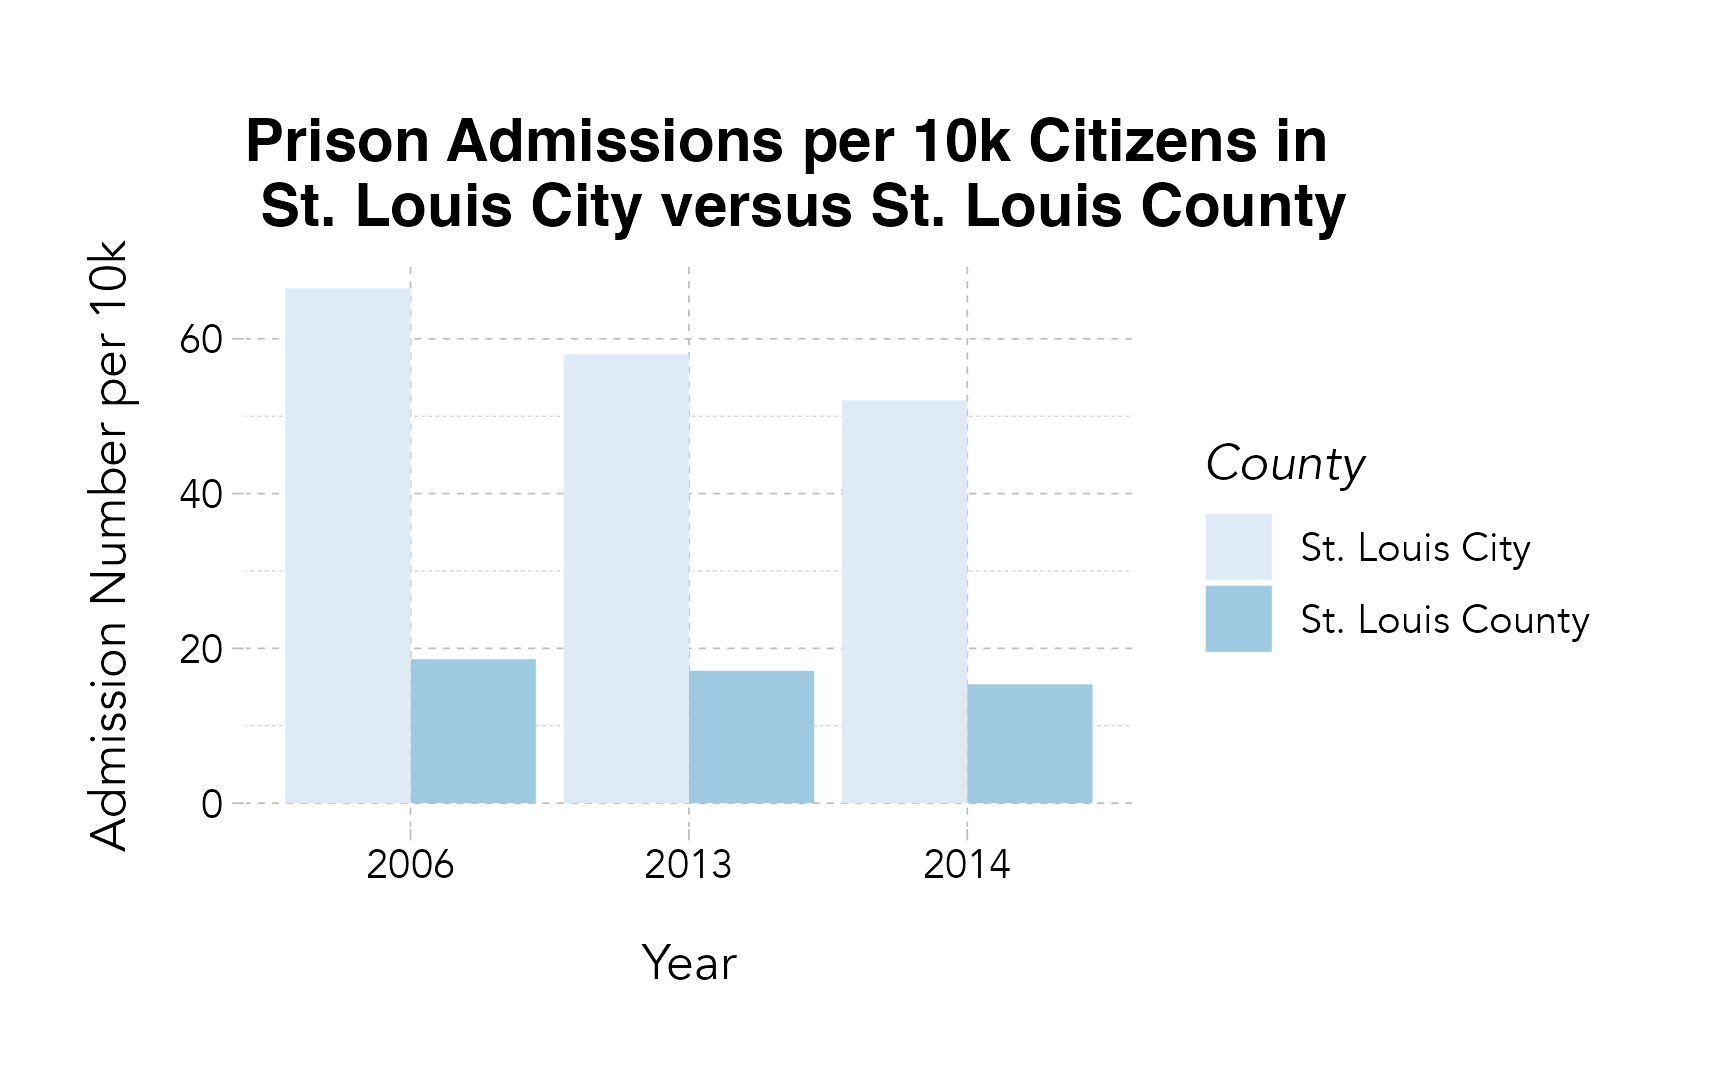 Prison Admissions per 10k Citizens in
St. Louis City versus St. Louis County
Admission Number per 10k
60
40
20
0
2006
2013
2014
Year
County
St. Louis City
St. Louis County